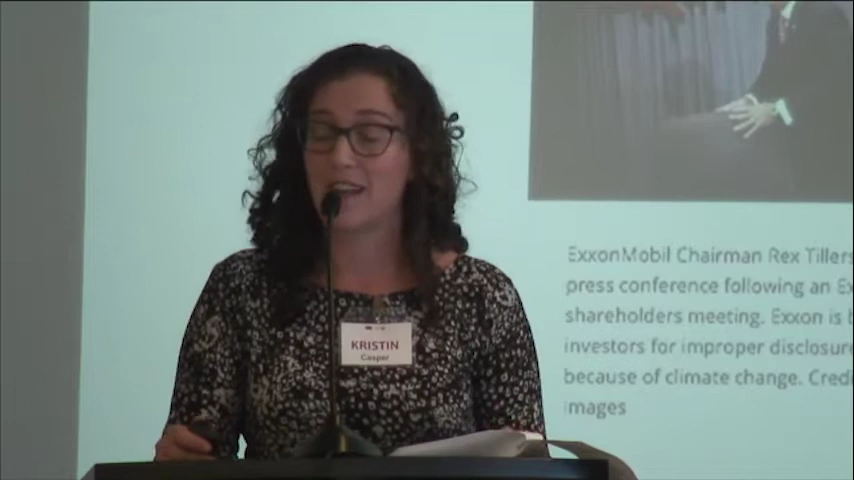 ExxonMobil Chairman Rex Tillers
press conference following an Ex
shareholders meeting. Exxon is b
investors for improper disclosure
because of climate change. Credi
images
KRISTIN
Casper